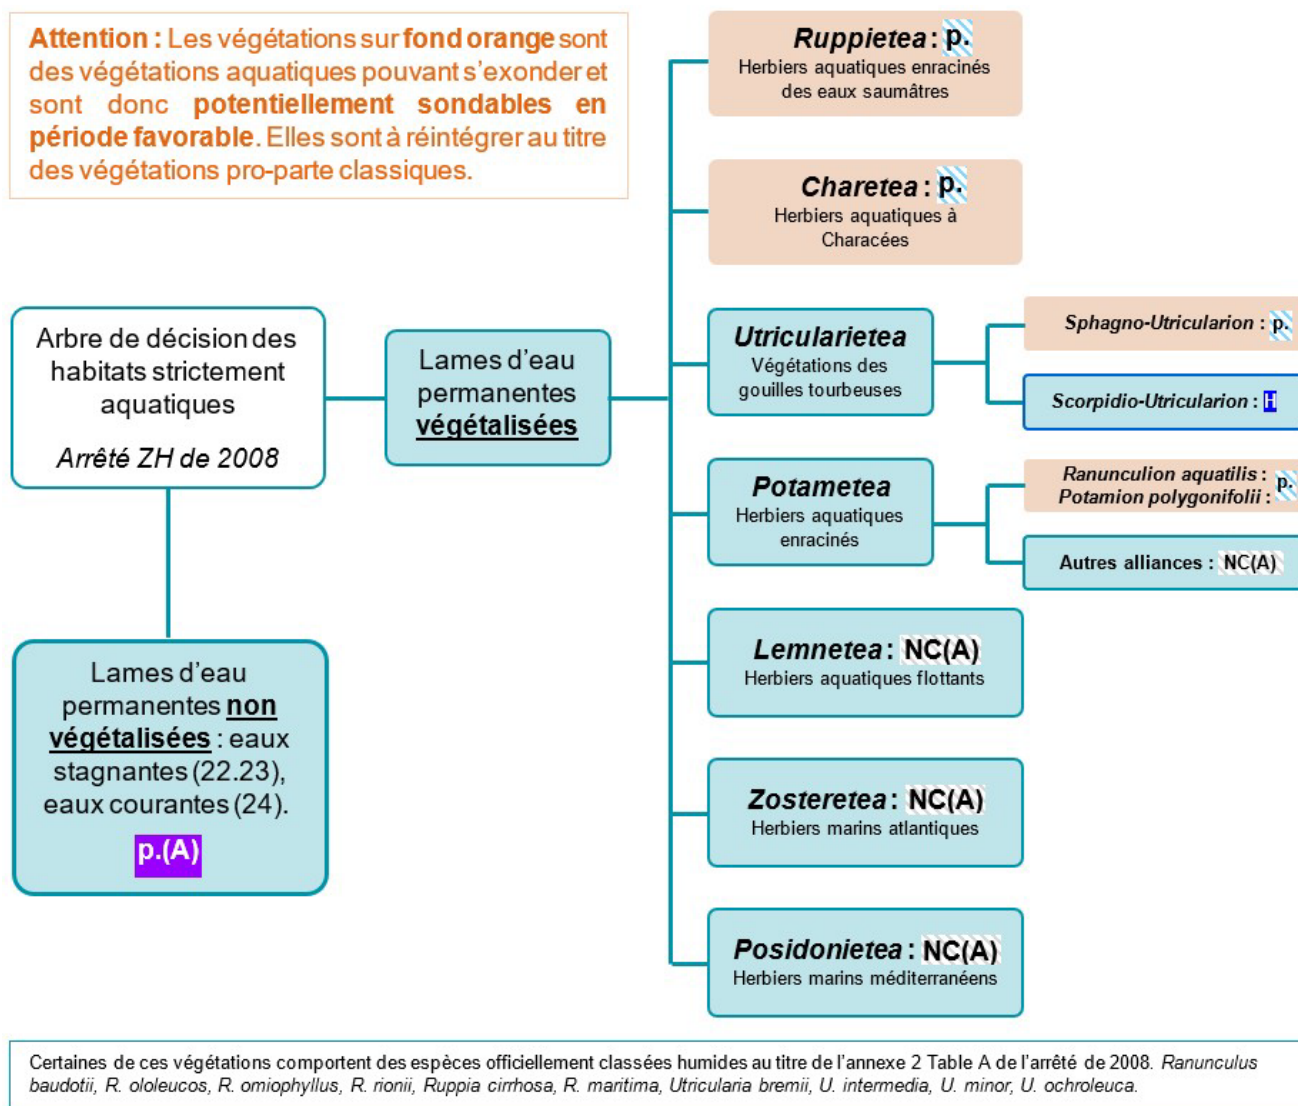 Attention : Les végétations sur fond orange sont
des végétations aquatiques pouvant s'exonder et
sont donc potentiellement sondables en
période favorable. Elles sont à réintégrer au titre
des végétations pro-parte classiques.
Arbre de décision des
habitats strictement
aquatiques
Arrêté ZH de 2008
Lames d'eau
permanentes non
végétalisées : eaux
stagnantes (22.23),
eaux courantes (24).
p.(A)
Lames d'eau
permanentes
végétalisées
Ruppietea : p.
Herbiers aquatiques enracinés
des eaux saumâtres
Charetea : p.
Herbiers aquatiques à
Characées
Utricularietea
Végétations des
gouilles tourbeuses
Sphagno-Utricularion : p.
Scorpidio-Utricularion : H
Potametea
Herbiers aquatiques
enracinés
Ranunculion aquatilis :
Potamion polygonifolii : p.
Autres alliances : NC(A)
Lemnetea : NC(A)
Herbiers aquatiques flottants
Zosteretea : NC(A)
Herbiers marins atlantiques
Posidonietea : NC(A)
Herbiers marins méditerranéens
Certaines de ces végétations comportent des espèces officiellement classées humides au titre de l'annexe 2 Table A de l'arrêté de 2008. Ranunculus
baudotii, R. ololeucos, R. omiophyllus, R. rionii, Ruppia cirrhosa, R. maritima, Utricularia bremii, U. intermedia, U. minor, U. ochroleuca.